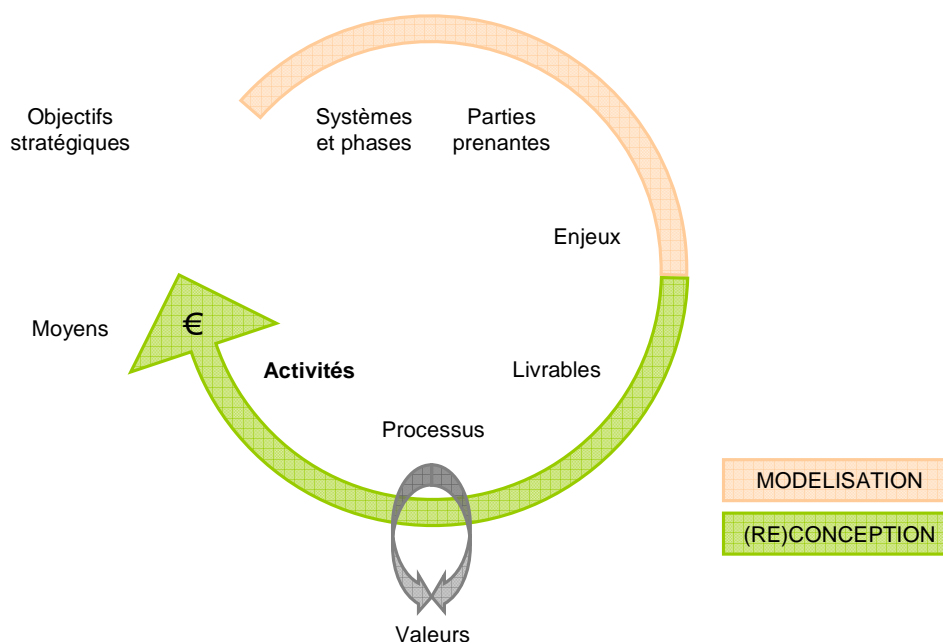 Objectifs
stratégiques
Systèmes
et phases
Parties
prenantes
Enjeux
Moyens
€
Activités
Livrables
Processus
MODELISATION
(RE)CONCEPTION
Valeurs